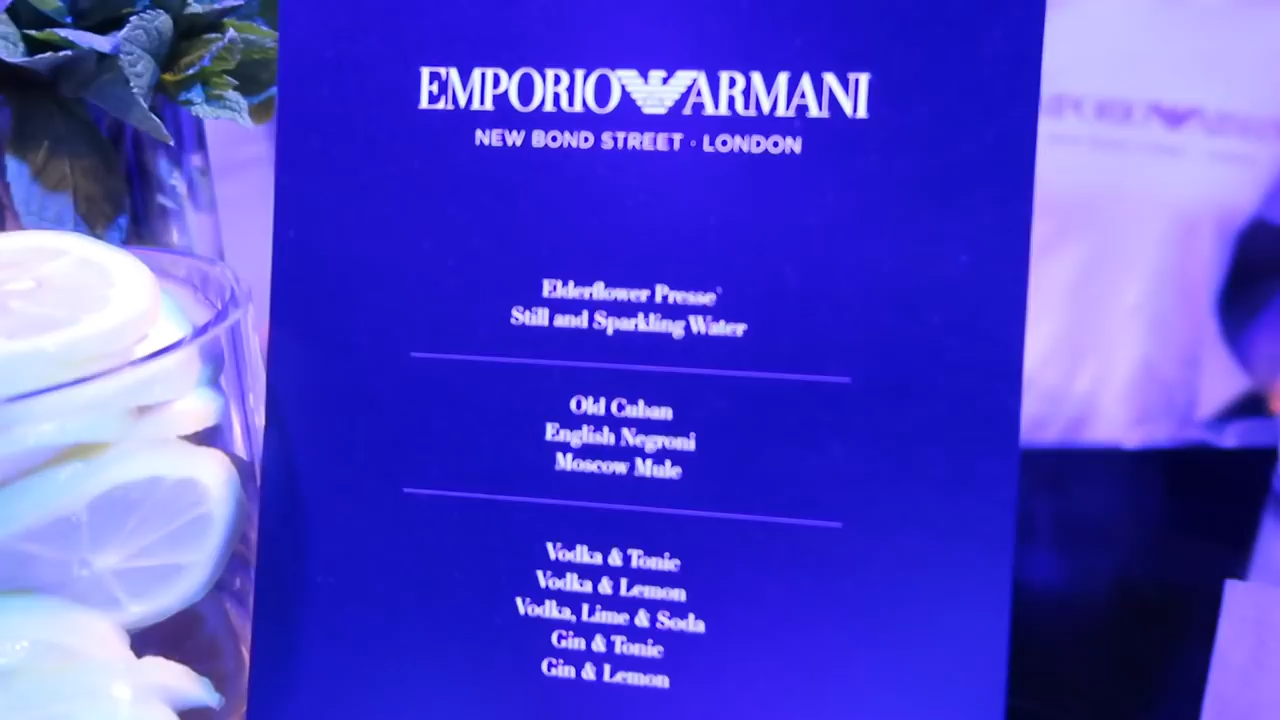 EMPORIO ARMANI
NEW BOND STREET · LONDON
Elderflower Presse'
Still and Sparkling Water
Old Cuban
English Negroni
Moscow Mule
Vodka & Tonic
Vodka & Lemon
Vodka, Lime & Soda
Gin & Tonic
Gin & Lemon